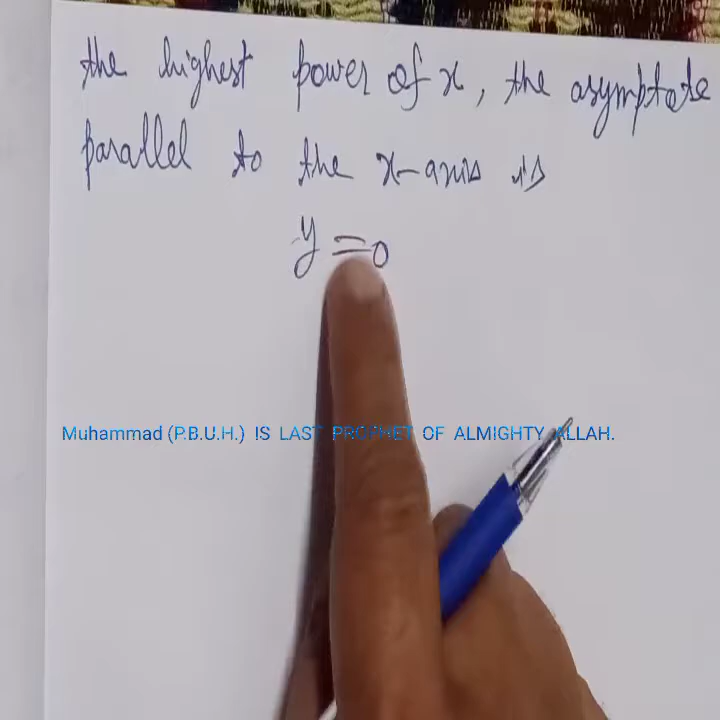 the highest power of x, the asymptote
parallel to the x-axis is
y = 0
Muhammad (P.B.U.H.) IS LAST PROPHET OF ALMIGHTY ALLAH.